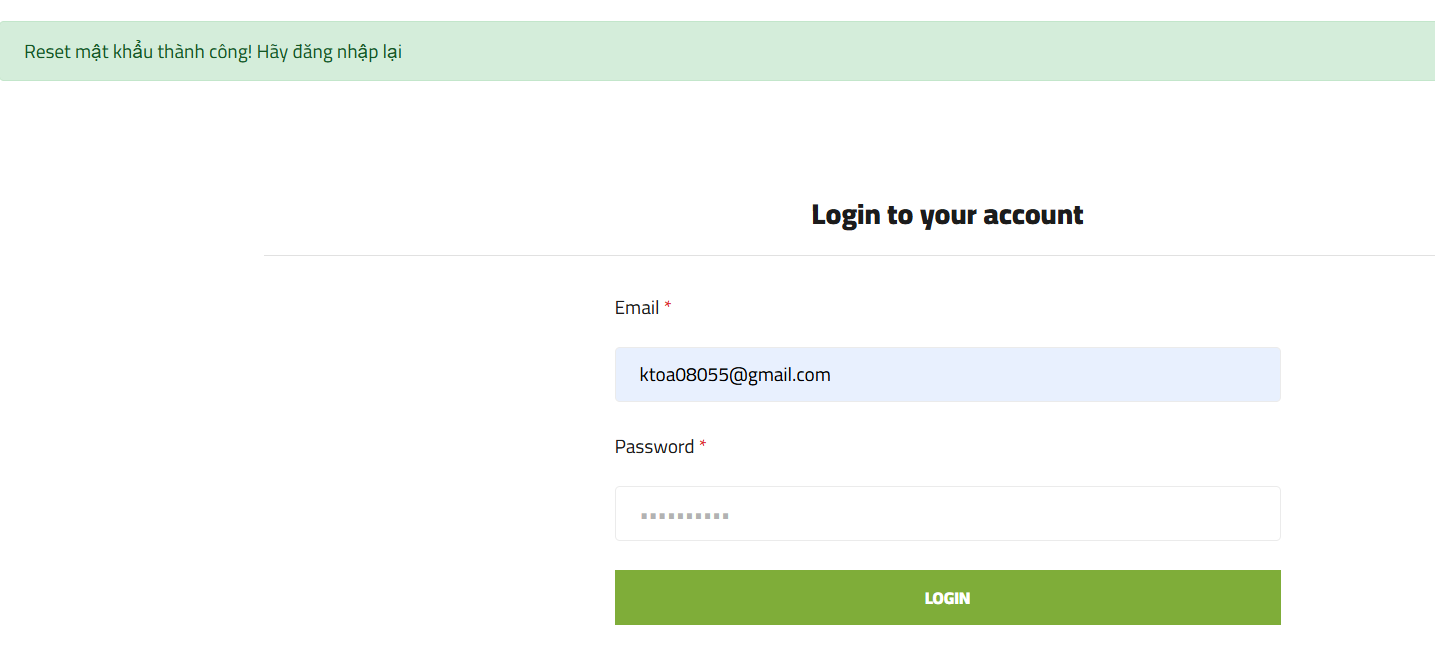 Reset mật khẩu thành công! Hãy đăng nhập lại
Login to your account
Email *
ktoa08055@gmail.com
Password *
LOGIN